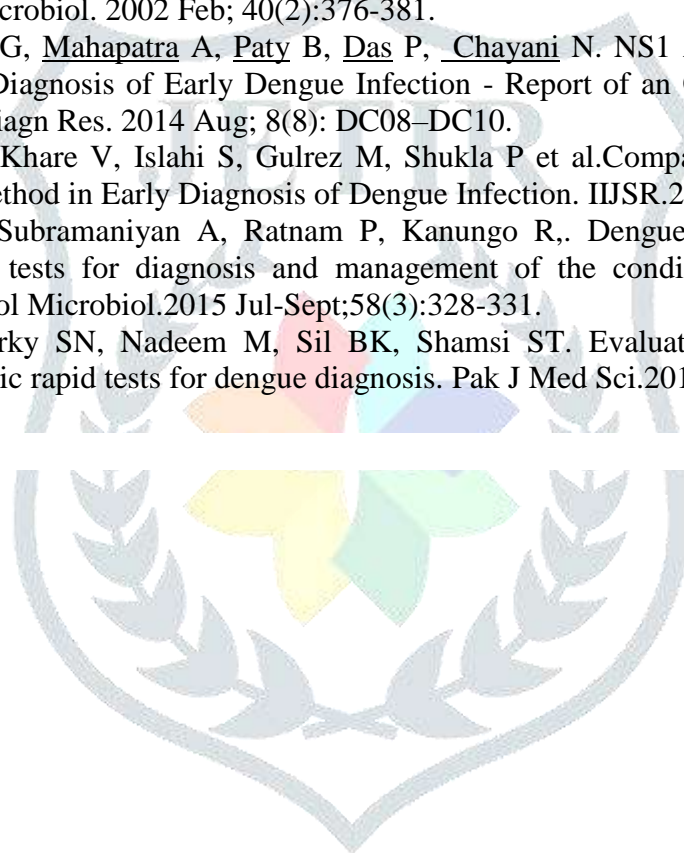 crobiol. 2002 Feb; 40(2):376-381.
G, Mahapatra A, Paty B, Das P, Chayani N. NS1
Diagnosis of Early Dengue Infection - Report of an
iagn Res. 2014 Aug; 8(8): DC08–DC10.
Khare V, Islahi S, Gulrez M, Shukla P et al.Compa
ethod in Early Diagnosis of Dengue Infection. IIJSR.2
Subramaniyan A, Ratnam P, Kanungo R,. Dengue
tests for diagnosis and management of the condi
ol Microbiol.2015 Jul-Sept;58(3):328-331.
rky SN, Nadeem M, Sil BK, Shamsi ST. Evaluat
ic rapid tests for dengue diagnosis. Pak J Med Sci.201
JETIR